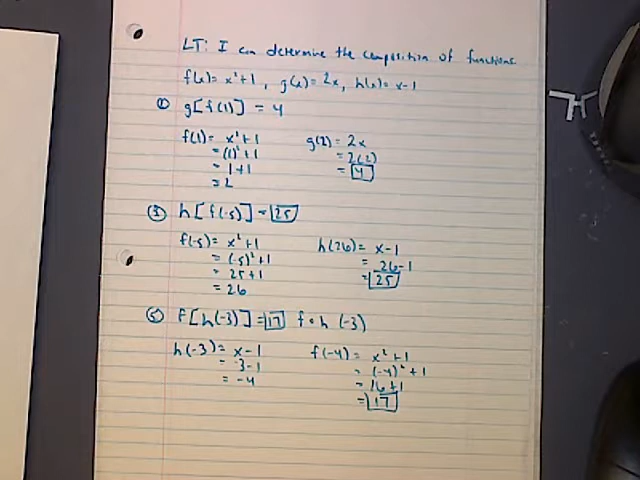 LT: I can determine the composition of functions
f(x)= x²+1, g(x)= 2x, h(x)= x-1
① g[f(1)] = 4
f(1)= x²+1 g(2)= 2x
= (1)²+1 = 2(2)
= 1+1 = 4
= 2
③ h[f(-5)] = 25
f(-5)= x²+1 h(26)= x-1
= (-5)²+1 = 26-1
= 25+1 = 25
= 26
⑤ f[h(-3)] = 17 f∘h (-3)
h(-3)= x-1 f(-4)= x²+1
= -3-1 = (-4)²+1
= -4 = 16+1
= 17